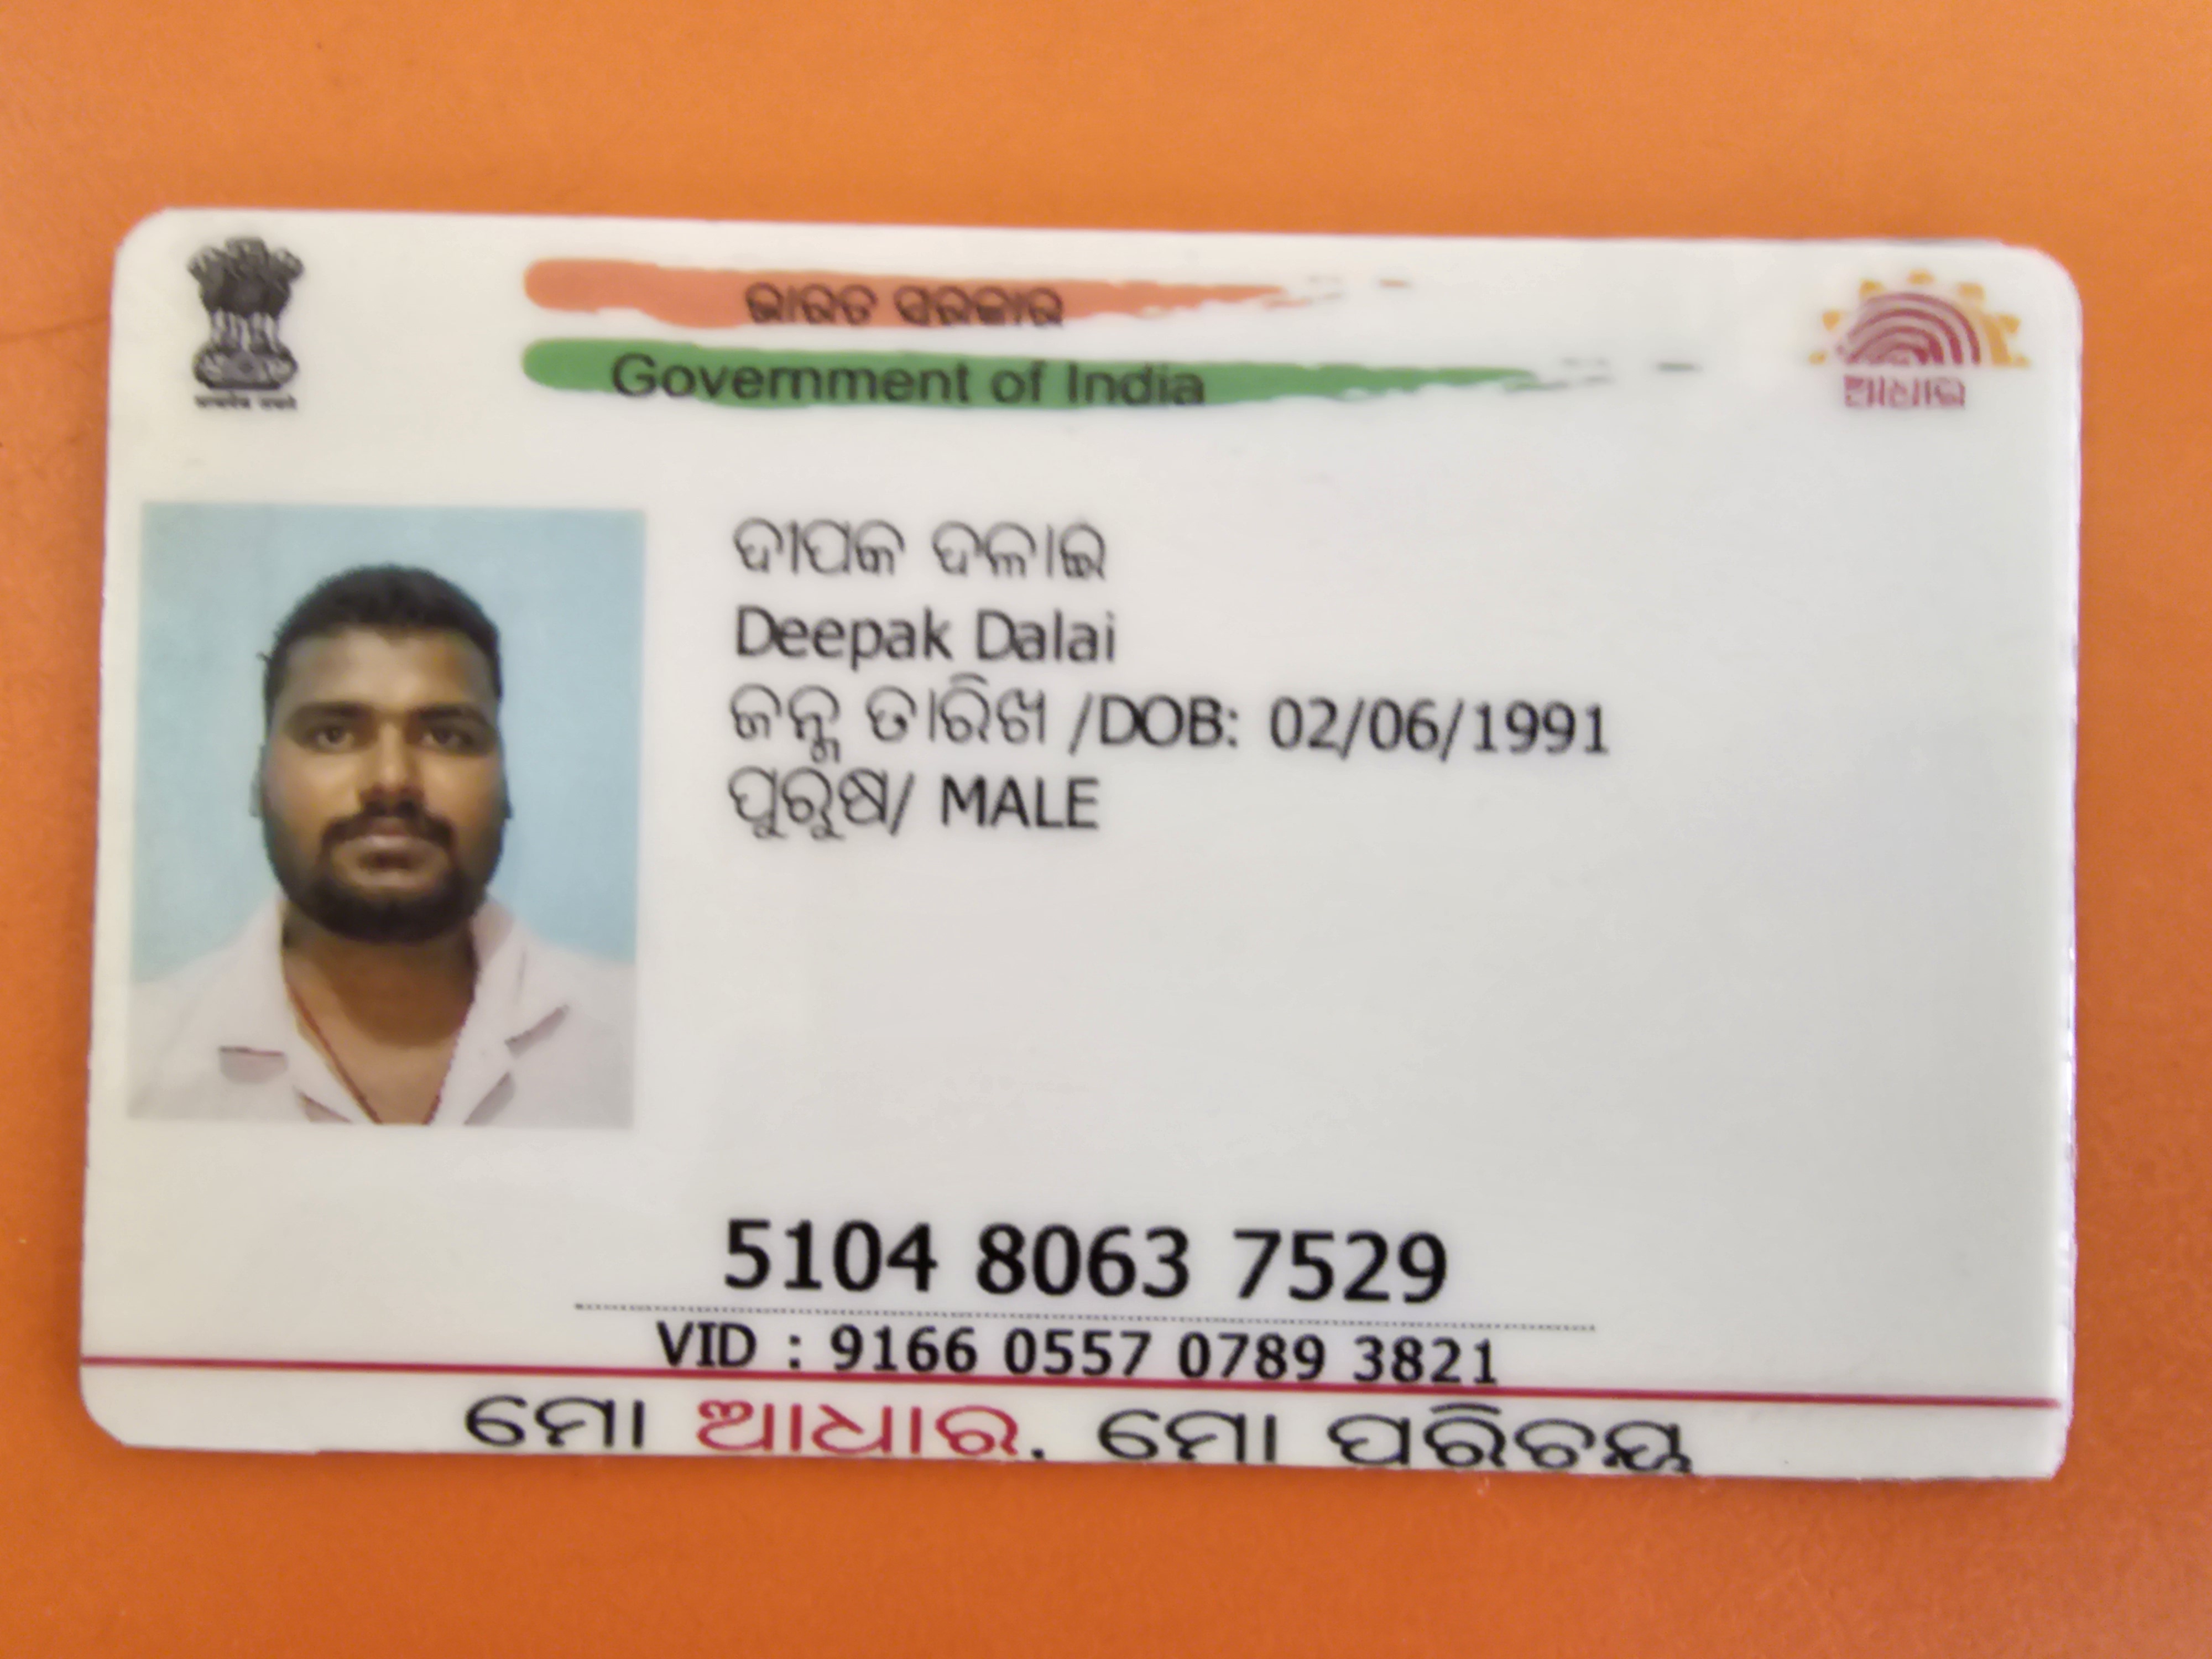 ଭାରତ ସରକାର
Government of India
ଆଧାର
ଦୀପକ ଦଳାଇ
Deepak Dalai
ଜନ୍ମ ତାରିଖ /DOB: 02/06/1991
ପୁରୁଷ/ MALE
5104 8063 7529
VID : 9166 0557 0789 3821
ମୋ ଆଧାର, ମୋ ପରିଚୟ